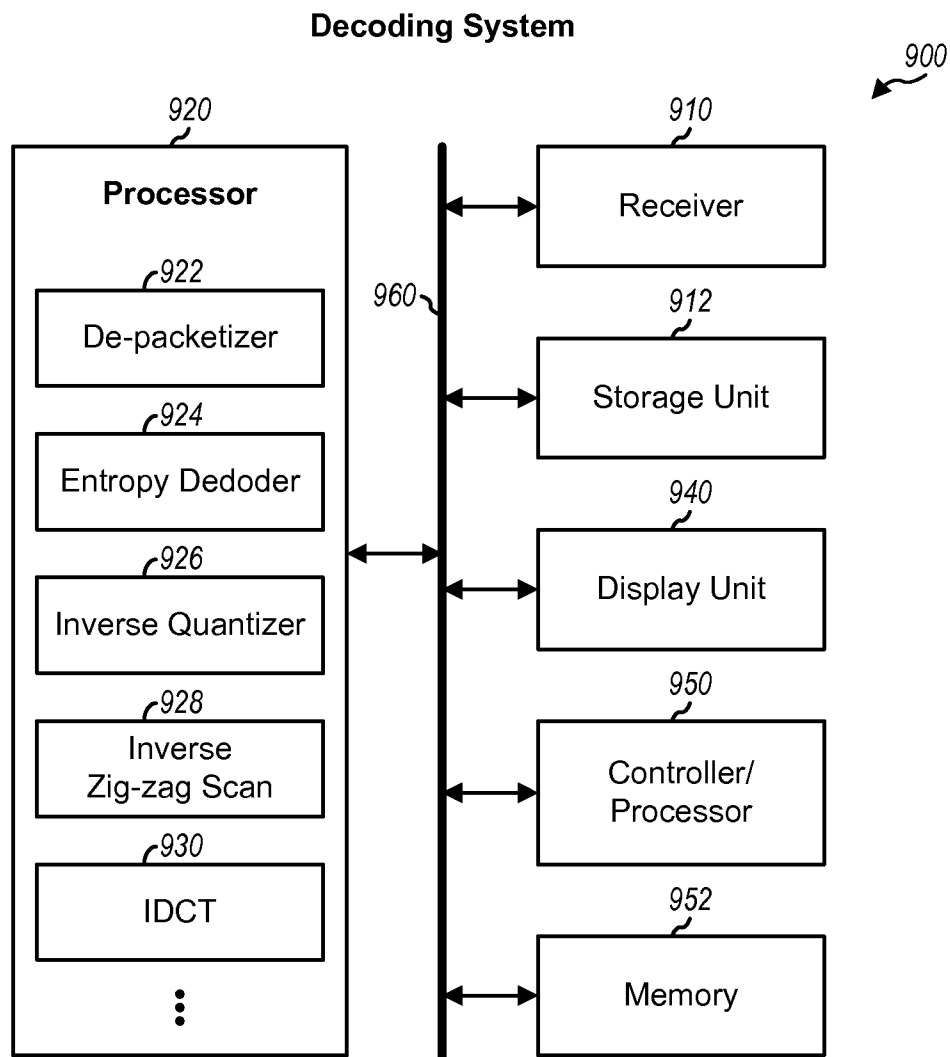 Decoding System
900
920
Processor
922
De-packetizer
924
Entropy Dedoder
926
Inverse Quantizer
928
Inverse
Zig-zag Scan
930
IDCT
960
910
Receiver
912
Storage Unit
940
Display Unit
950
Controller/
Processor
952
Memory